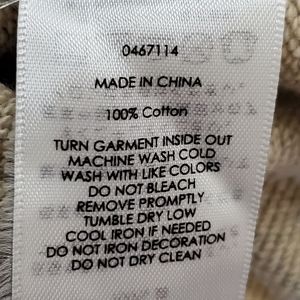 0467114
MADE IN CHINA
100% Cotton
TURN GARMENT INSIDE OUT
MACHINE WASH COLD
WASH WITH LIKE COLORS
DO NOT BLEACH
REMOVE PROMPTLY
TUMBLE DRY LOW
COOL IRON IF NEEDED
DO NOT IRON DECORATION
DO NOT DRY CLEAN